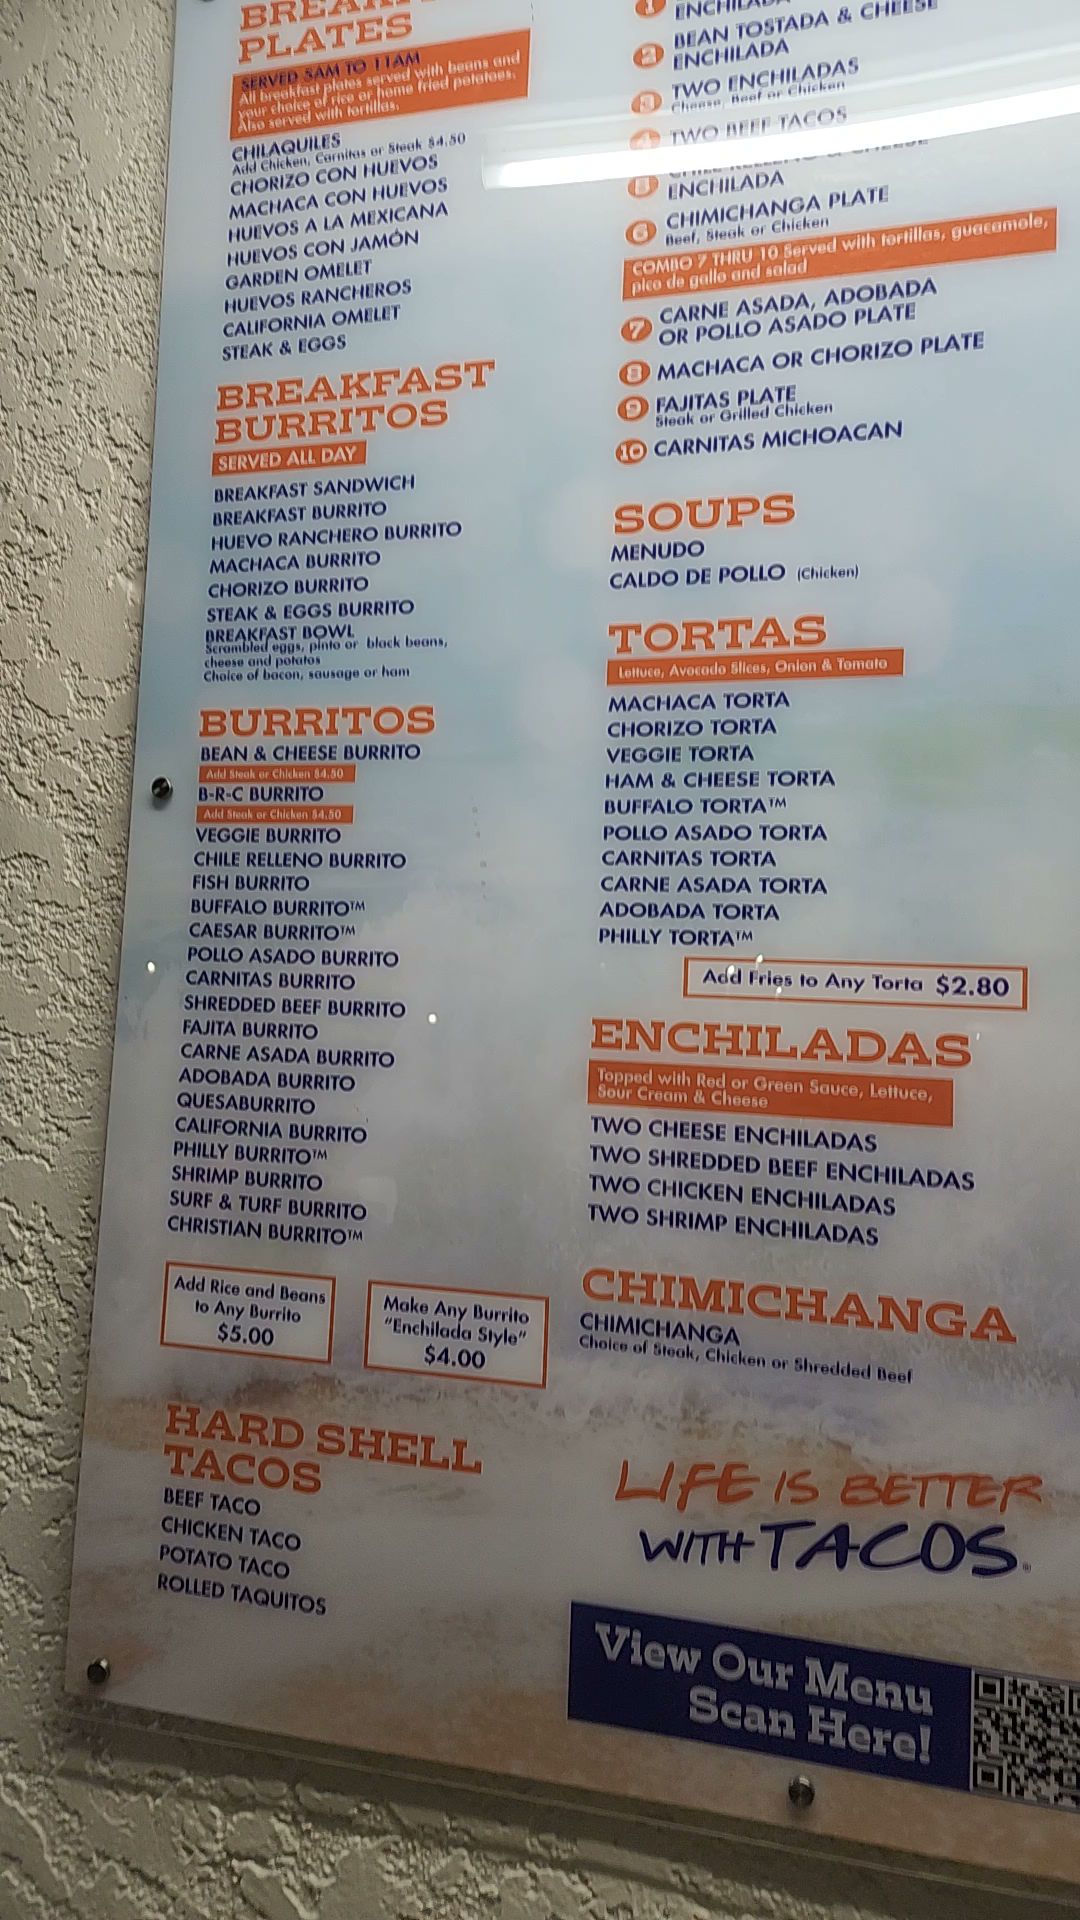 PLATES
SERVED 5AM TO 11AM
All breakfast plates served with beans and
your choice of rice or home fried potatoes.
Also served with tortillas.
CHILAQUILES
Add Chicken, Carnitas or Steak $4.50
CHORIZO CON HUEVOS
MACHACA CON HUEVOS
HUEVOS A LA MEXICANA
HUEVOS CON JAMÓN
GARDEN OMELET
HUEVOS RANCHEROS
CALIFORNIA OMELET
STEAK & EGGS
BREAKFAST
BURRITOS
SERVED ALL DAY
BREAKFAST SANDWICH
BREAKFAST BURRITO
HUEVO RANCHERO BURRITO
MACHACA BURRITO
CHORIZO BURRITO
STEAK & EGGS BURRITO
BREAKFAST BOWL
Scrambled eggs, pinto or black beans,
cheese and potatos
Choice of bacon, sausage or ham
BURRITOS
BEAN & CHEESE BURRITO
Add Steak or Chicken $4.50
B-R-C BURRITO
Add Steak or Chicken $4.50
VEGGIE BURRITO
CHILE RELLENO BURRITO
FISH BURRITO
BUFFALO BURRITO™
CAESAR BURRITO™
POLLO ASADO BURRITO
CARNITAS BURRITO
SHREDDED BEEF BURRITO
FAJITA BURRITO
CARNE ASADA BURRITO
ADOBADA BURRITO
QUESABURRITO
CALIFORNIA BURRITO
PHILLY BURRITO™
SHRIMP BURRITO
SURF & TURF BURRITO
CHRISTIAN BURRITO™
Add Rice and Beans
to Any Burrito
$5.00
Make Any Burrito
"Enchilada Style"
$4.00
HARD SHELL
TACOS
BEEF TACO
CHICKEN TACO
POTATO TACO
ROLLED TAQUITOS
1
2 BEAN TOSTADA & CHEESE
ENCHILADA
3 TWO ENCHILADAS
Cheese, Beef or Chicken
4 TWO BEEF TACOS
5 CHILE RELLENO & CHEESE
ENCHILADA
6 CHIMICHANGA PLATE
Beef, Steak or Chicken
COMBO 7 THRU 10 Served with tortillas, guacamole,
pico de gallo and salad
7 CARNE ASADA, ADOBADA
OR POLLO ASADO PLATE
8 MACHACA OR CHORIZO PLATE
9 FAJITAS PLATE
Steak or Grilled Chicken
10 CARNITAS MICHOACAN
SOUPS
MENUDO
CALDO DE POLLO (Chicken)
TORTAS
Lettuce, Avocado Slices, Onion & Tomato
MACHACA TORTA
CHORIZO TORTA
VEGGIE TORTA
HAM & CHEESE TORTA
BUFFALO TORTA™
POLLO ASADO TORTA
CARNITAS TORTA
CARNE ASADA TORTA
ADOBADA TORTA
PHILLY TORTA™
Add Fries to Any Torta $2.80
ENCHILADAS
Topped with Red or Green Sauce, Lettuce,
Sour Cream & Cheese
TWO CHEESE ENCHILADAS
TWO SHREDDED BEEF ENCHILADAS
TWO CHICKEN ENCHILADAS
TWO SHRIMP ENCHILADAS
CHIMICHANGA
CHIMICHANGA
Choice of Steak, Chicken or Shredded Beef
LIFE IS BETTER
WITH TACOS®
View Our Menu
Scan Here!